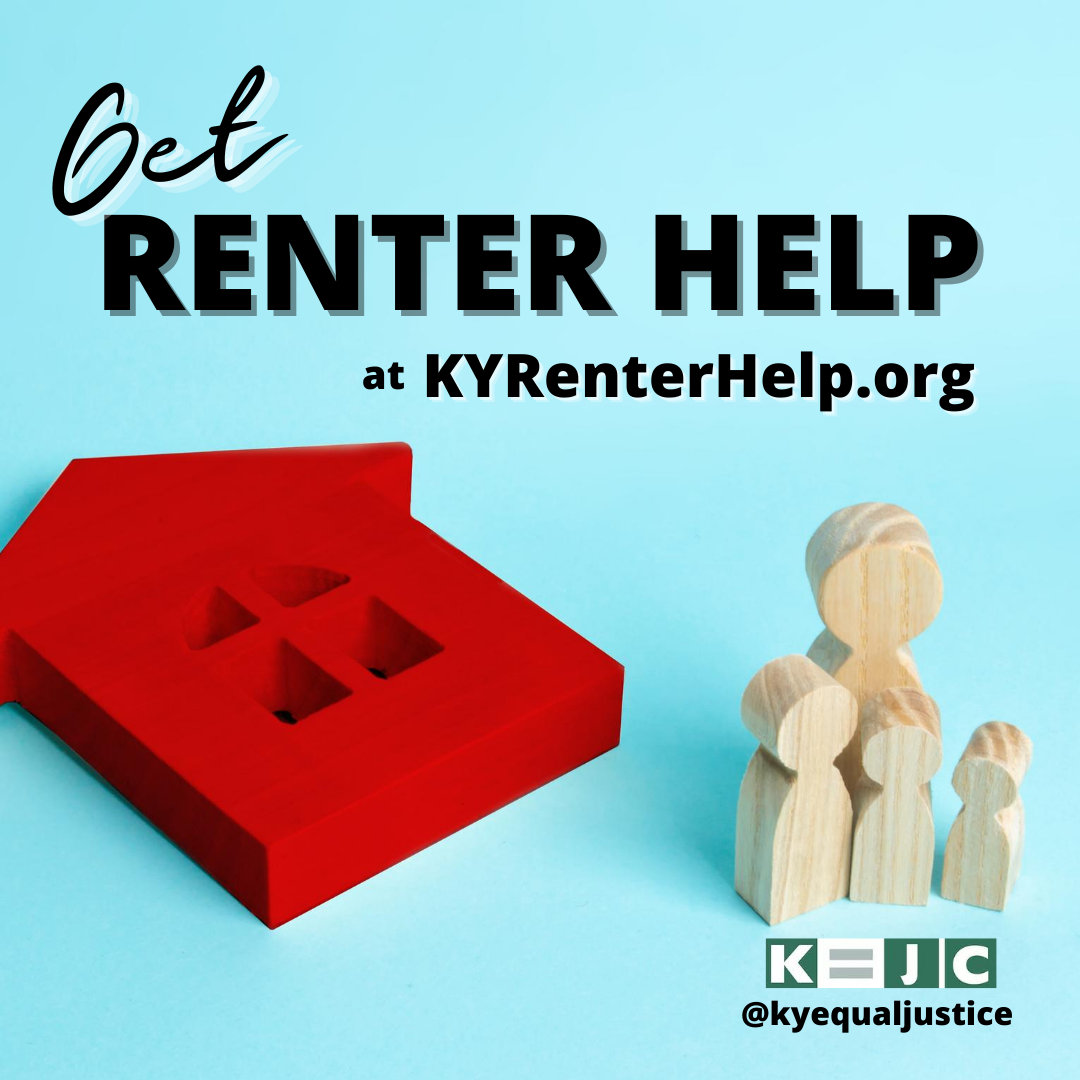 Get
RENTER HELP
at KYRenterHelp.org
K=JC
@kyequaljustice